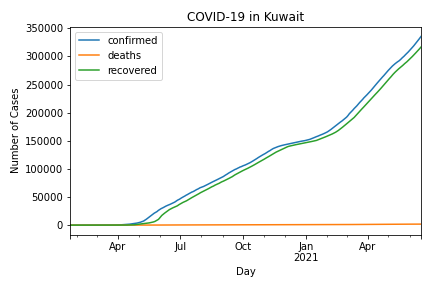 COVID-19 in Kuwait
350000
300000
250000
200000
150000
100000
50000
0
Number of Cases
confirmed
deaths
recovered
Apr Jul Oct Jan Apr
2021
Day